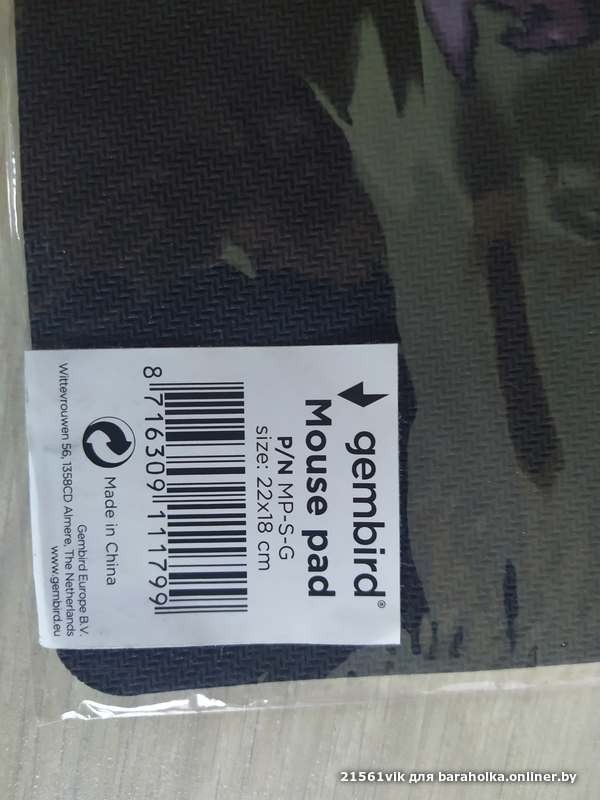 gembird®
Mouse pad
P/N MP-S-G
size: 22x18 cm
8 716309 111799
Made in China
Gembird Europe B.V.
Wittevrouwen 56, 1358CD Almere, The Netherlands
www.gembird.eu
21561vik для baraholka.onliner.by